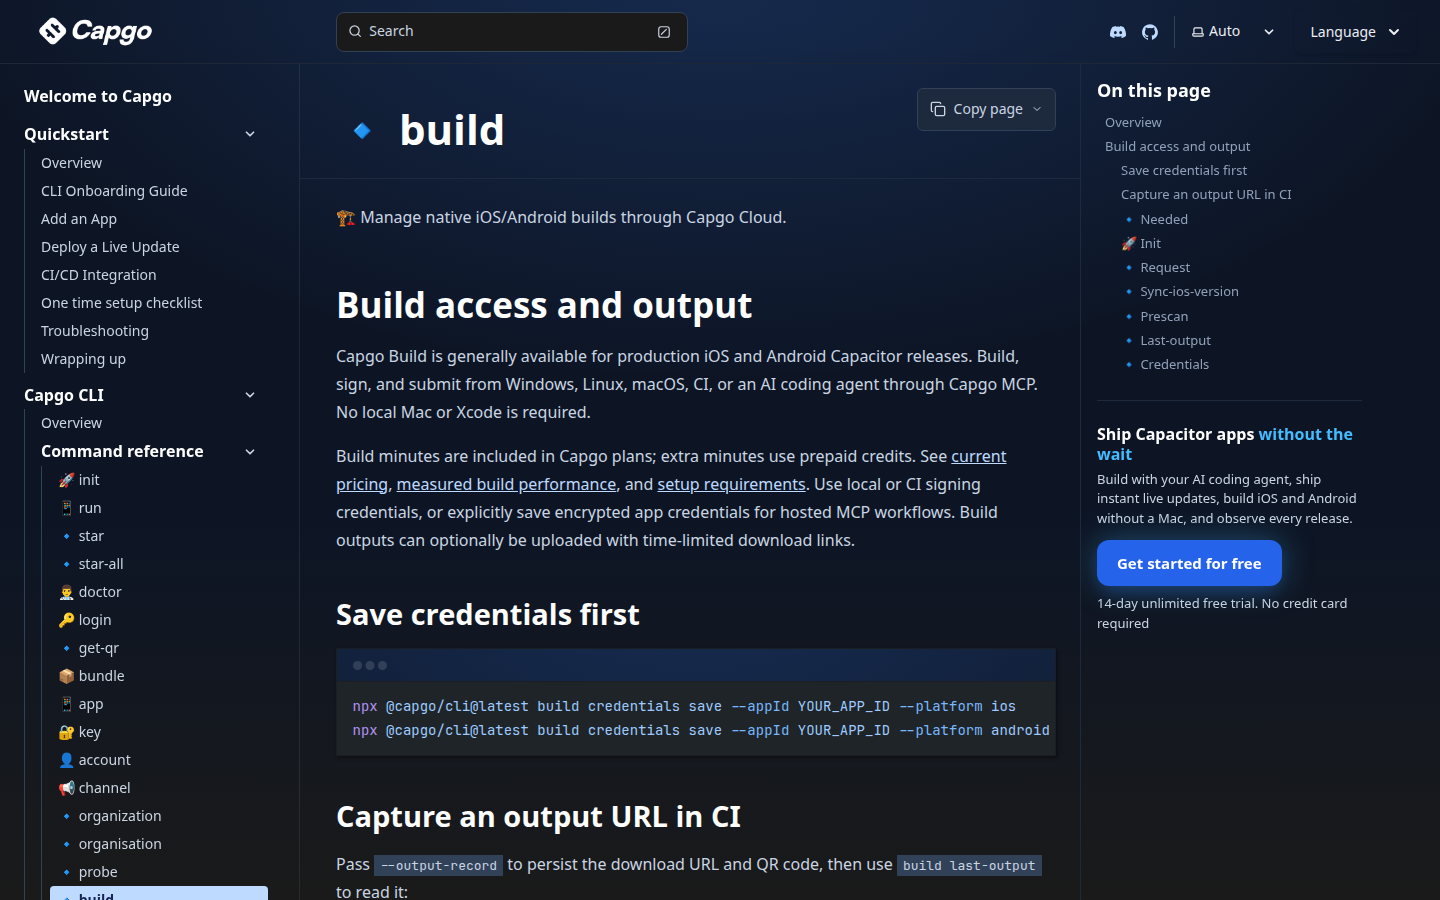 Capgo
Search
Auto
Language
Welcome to Capgo
Quickstart
Overview
CLI Onboarding Guide
Add an App
Deploy a Live Update
CI/CD Integration
One time setup checklist
Troubleshooting
Wrapping up
Capgo CLI
Overview
Command reference
🚀 init
📱 run
🔹 star
🔹 star-all
👨‍⚕️ doctor
🔑 login
🔹 get-qr
📦 bundle
📱 app
🔐 key
👤 account
📢 channel
🔹 organization
🔹 organisation
🔹 probe
🔹 build
🔹 build
Copy page
🏗️ Manage native iOS/Android builds through Capgo Cloud.
Build access and output
Capgo Build is generally available for production iOS and Android Capacitor releases. Build,
sign, and submit from Windows, Linux, macOS, CI, or an AI coding agent through Capgo MCP.
No local Mac or Xcode is required.
Build minutes are included in Capgo plans; extra minutes use prepaid credits. See current
pricing, measured build performance, and setup requirements. Use local or CI signing
credentials, or explicitly save encrypted app credentials for hosted MCP workflows. Build
outputs can optionally be uploaded with time-limited download links.
Save credentials first
npx @capgo/cli@latest build credentials save --appId YOUR_APP_ID --platform ios
npx @capgo/cli@latest build credentials save --appId YOUR_APP_ID --platform android
Capture an output URL in CI
Pass --output-record to persist the download URL and QR code, then use build last-output
to read it:
On this page
Overview
Build access and output
Save credentials first
Capture an output URL in CI
🔹 Needed
🚀 Init
🔹 Request
🔹 Sync-ios-version
🔹 Prescan
🔹 Last-output
🔹 Credentials
Ship Capacitor apps without the
wait
Build with your AI coding agent, ship
instant live updates, build iOS and Android
without a Mac, and observe every release.
Get started for free
14-day unlimited free trial. No credit card
required